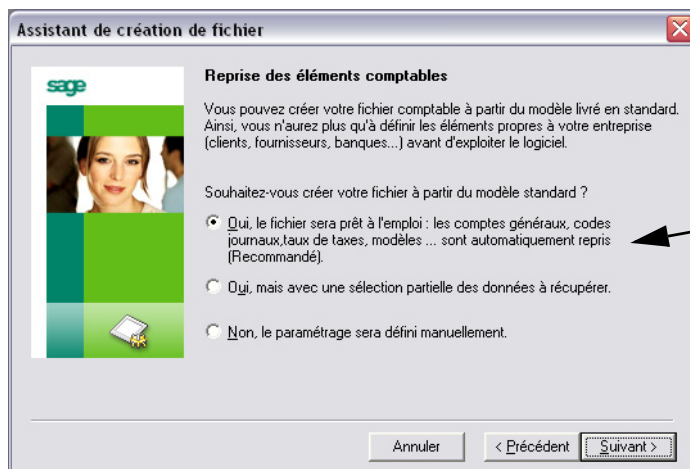 Assistant de création de fichier
sage
Reprise des éléments comptables
Vous pouvez créer votre fichier comptable à partir du modèle livré en standard.
Ainsi, vous n'aurez plus qu'à définir les éléments propres à votre entreprise
(clients, fournisseurs, banques...) avant d'exploiter le logiciel.
Souhaitez-vous créer votre fichier à partir du modèle standard ?
Oui, le fichier sera prêt à l'emploi : les comptes généraux, codes
journaux,taux de taxes, modèles ... sont automatiquement repris
(Recommandé).
Oui, mais avec une sélection partielle des données à récupérer.
Non, le paramétrage sera défini manuellement.
Annuler
< Précédent
Suivant >